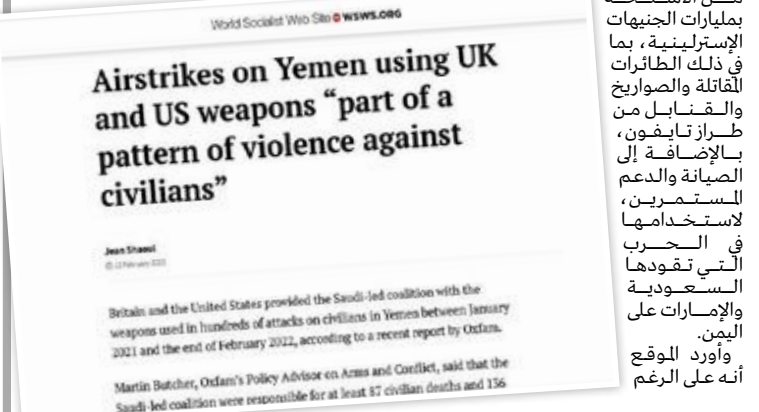 World Socialist Web Site wsws.org
Airstrikes on Yemen using UK
and US weapons “part of a
pattern of violence against
civilians”
Jean Shaoul
Britain and the United States provided the Saudi-led coalition with the
weapons used in hundreds of attacks on civilians in Yemen between January
2021 and the end of February 2022, according to a recent report by Oxfam.
Martin Butcher, Oxfam's Policy Advisor on Arms and Conflict, said that the
Saudi-led coalition were responsible for at least 87 civilian deaths and 136
بمليارات الجنيهات
الإسترلينية، بما
في ذلك الطائرات
المقاتلة والصواريخ
والقنابل من
طراز تايفون،
بالإضافة إلى
الصيانة والدعم
المستمرين،
لاستخدامها
في الحرب
التي تقودها
السعودية
والإمارات على
اليمن.
وأورد الموقع
أنه على الرغم